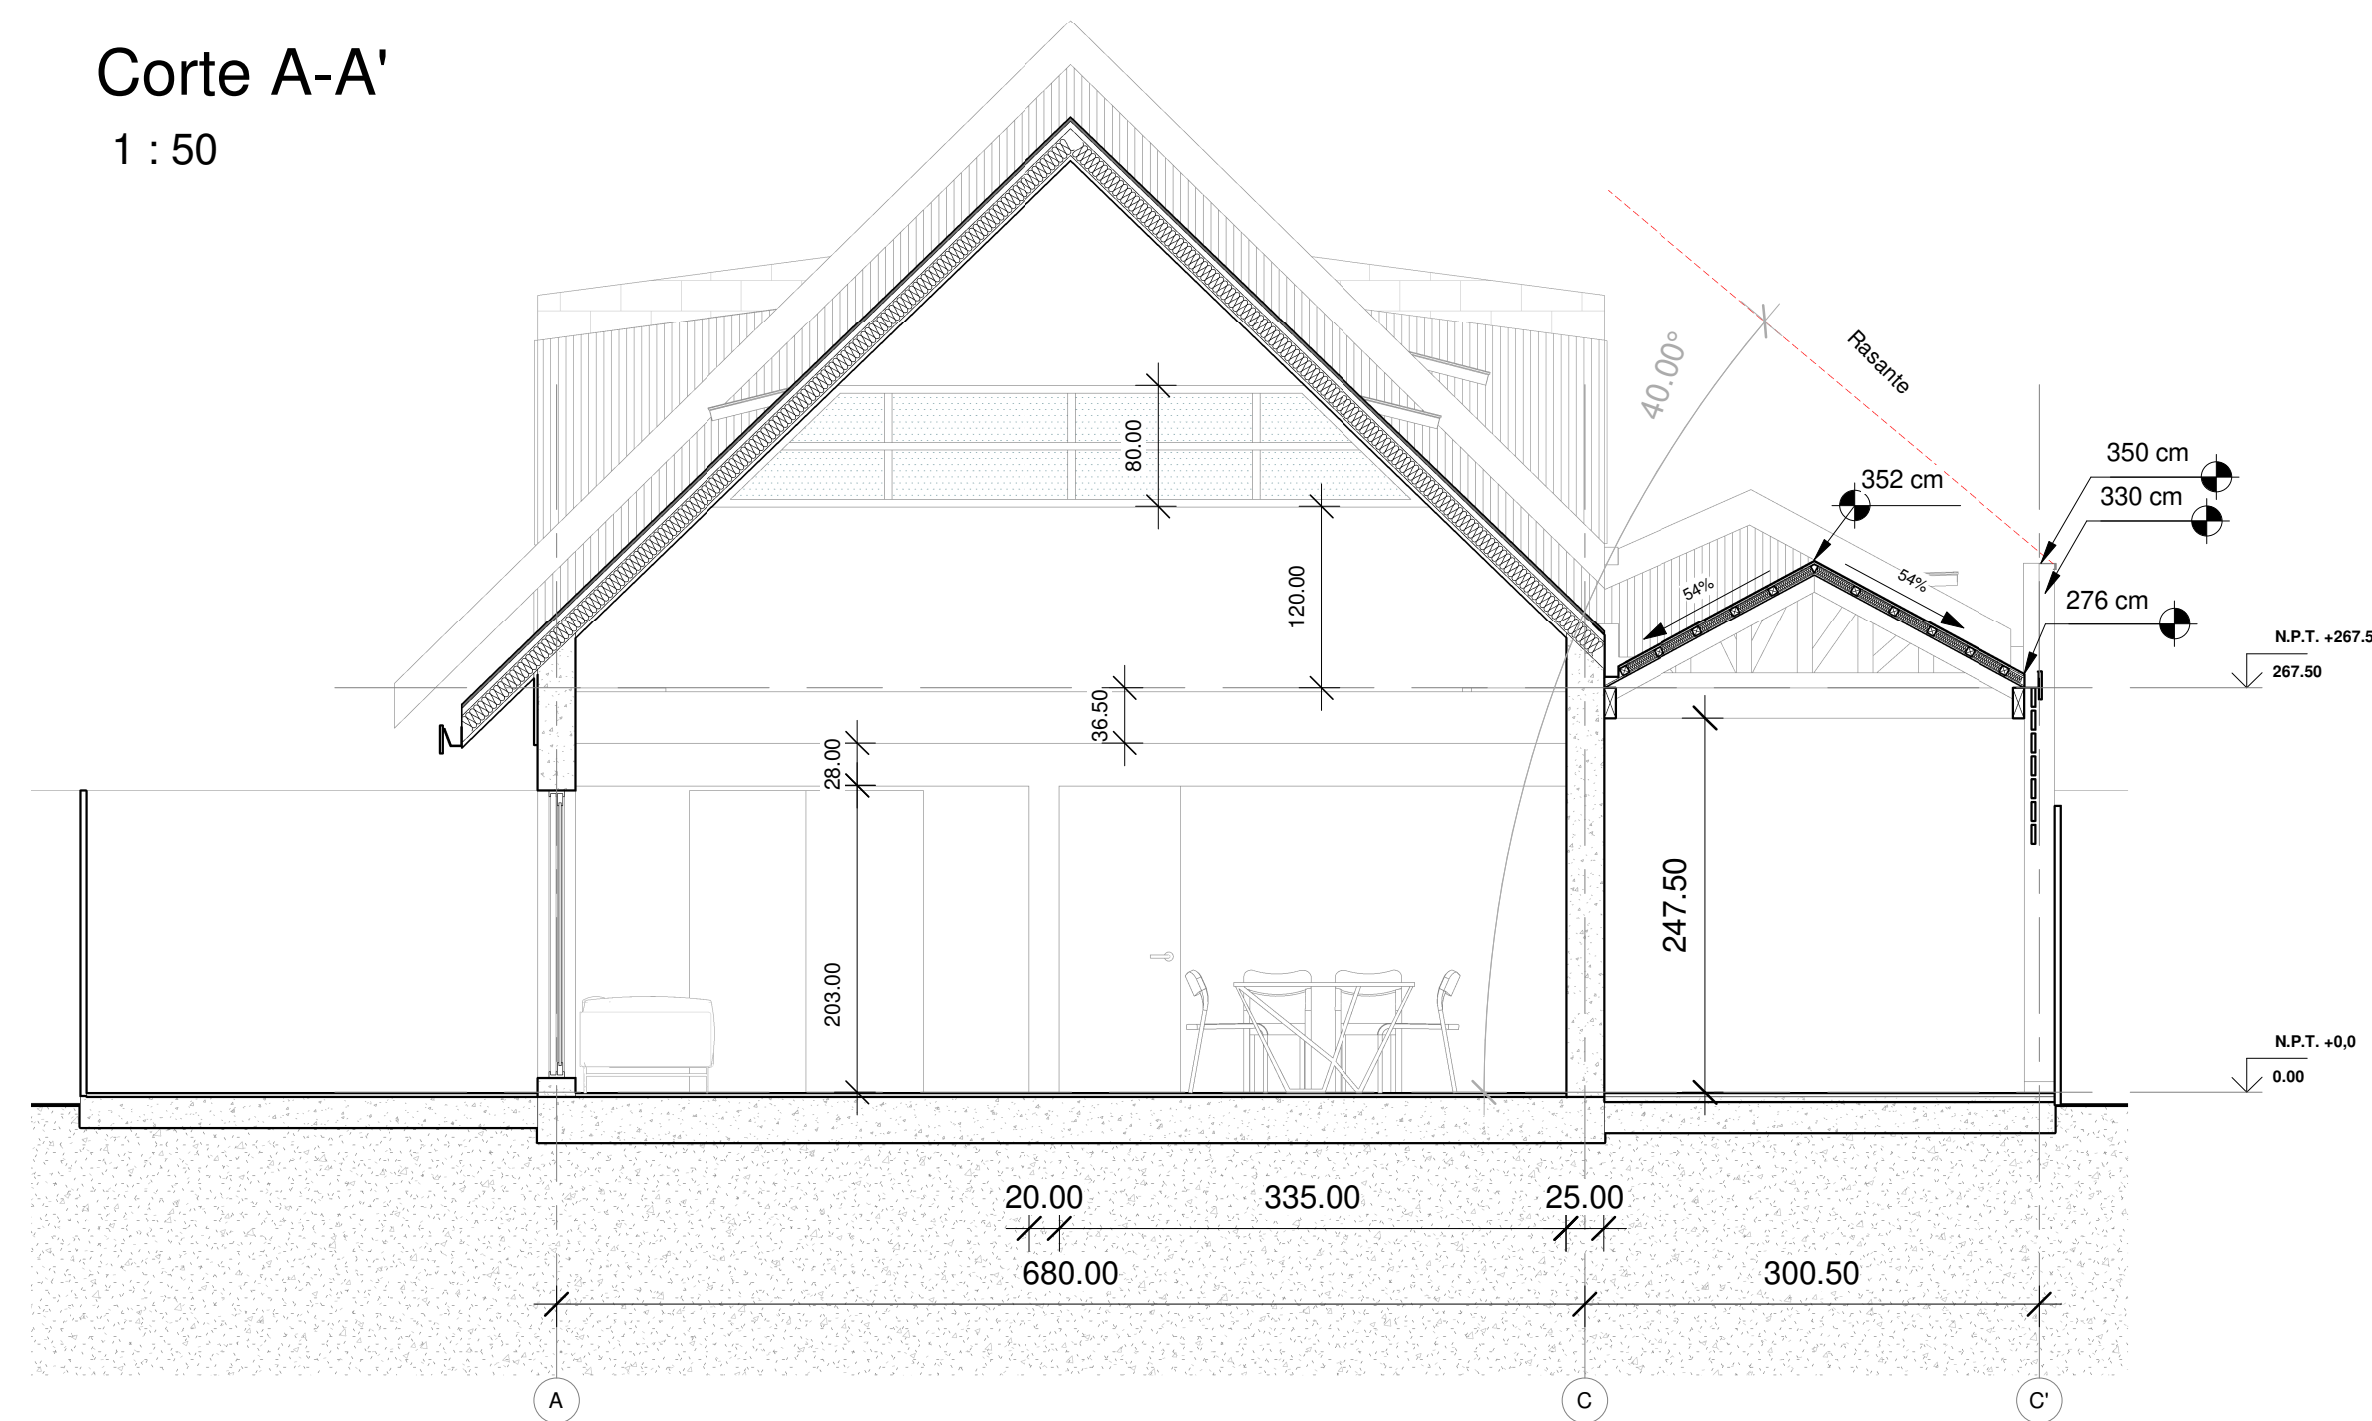 Corte A-A'
1 : 50
Rasante
40.00°
350 cm
352 cm
330 cm
80.00
54%
54%
276 cm
120.00
N.P.T. +267.5
267.50
36.50
28.00
247.50
203.00
N.P.T. +0,0
0.00
20.00 335.00 25.00
680.00 300.50
A C C'